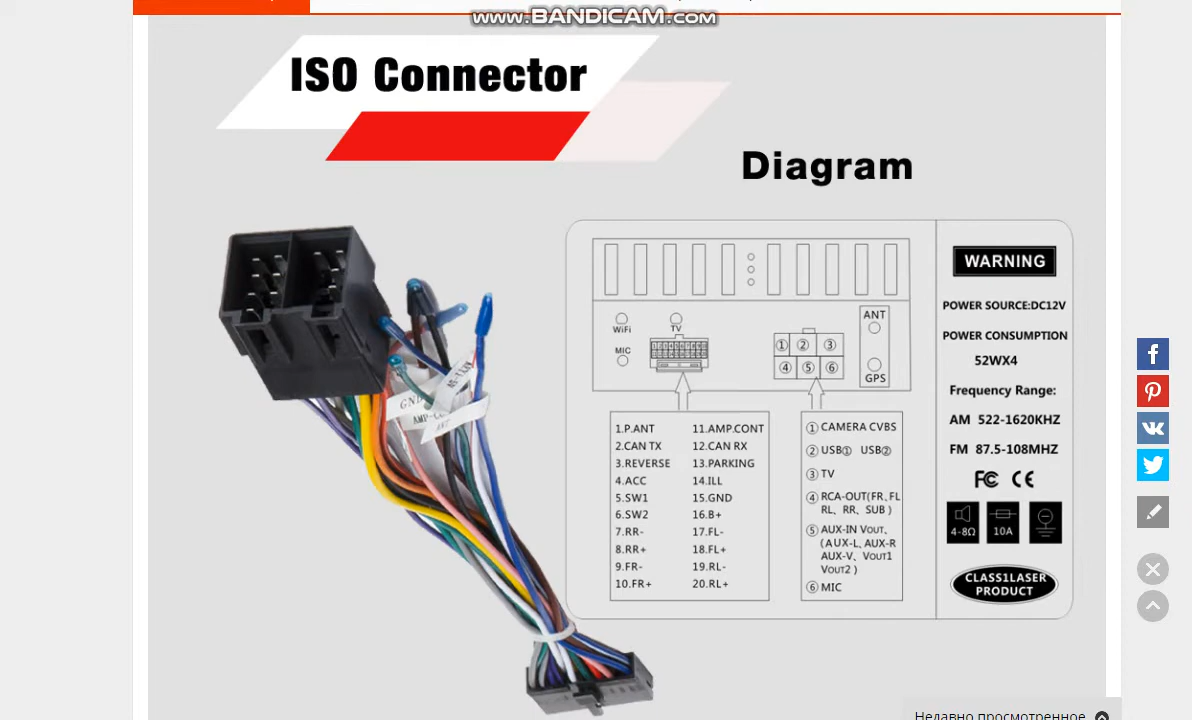 www.BANDICAM.com
ISO Connector
Diagram
WiFi
TV
MIC
ANT
GPS
① ② ③
④ ⑤ ⑥
1.P.ANT
2.CAN TX
3.REVERSE
4.ACC
5.SW1
6.SW2
7.RR-
8.RR+
9.FR-
10.FR+
11.AMP.CONT
12.CAN RX
13.PARKING
14.ILL
15.GND
16.B+
17.FL-
18.FL+
19.RL-
20.RL+
① CAMERA CVBS
② USB① USB②
③ TV
④ RCA-OUT(FR、FL
RL、RR、SUB )
⑤ AUX-IN VOUT、
(AUX-L、AUX-R
AUX-V、VOUT1
VOUT2 )
⑥ MIC
WARNING
POWER SOURCE:DC12V
POWER CONSUMPTION
52WX4
Frequency Range:
AM 522-1620KHZ
FM 87.5-108MHZ
FC CE
4-8Ω
10A
CLASS1LASER
PRODUCT
GND
Недавно просмотренное